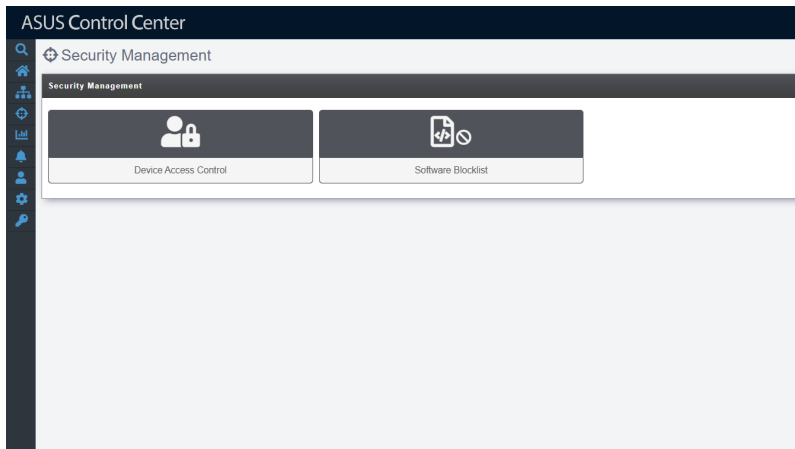 ASUS Control Center
Security Management
Security Management
Device Access Control
Software Blocklist